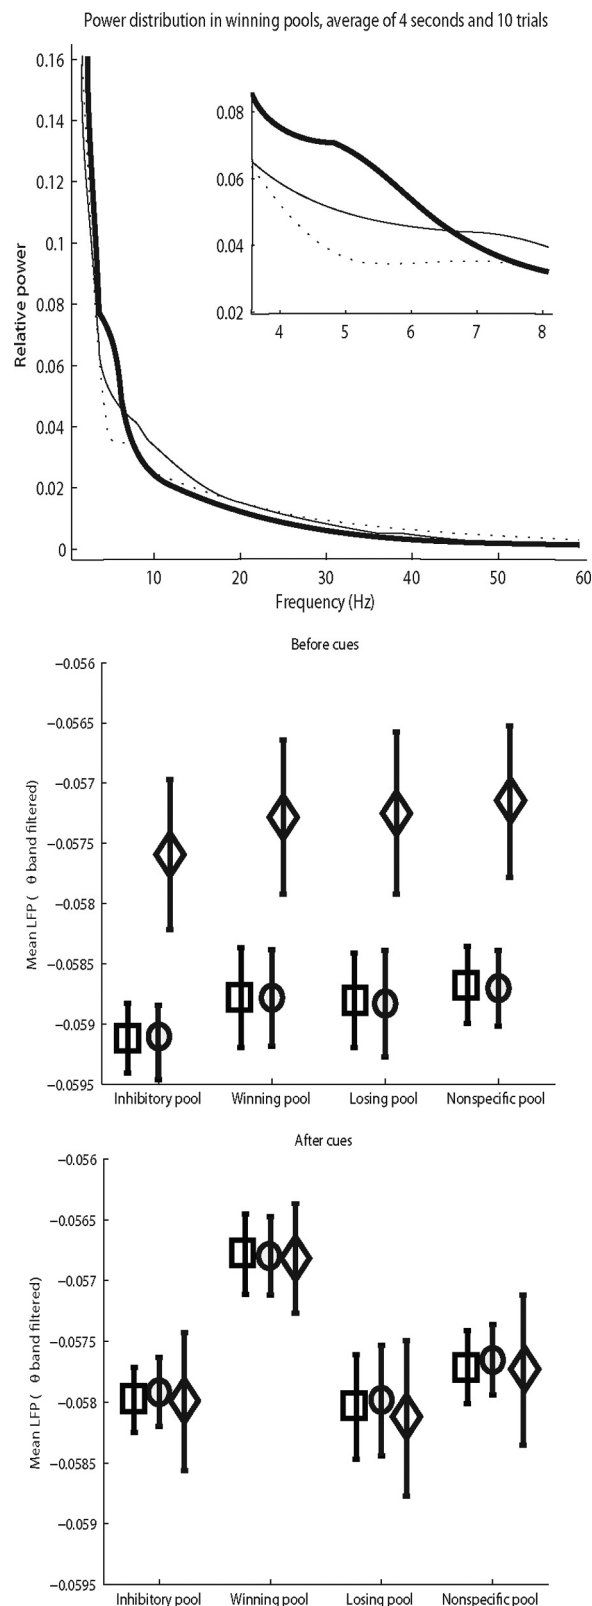 Power distribution in winning pools, average of 4 seconds and 10 trials
0.16
0.14
0.12
0.1
0.08
0.06
0.04
0.02
0
Relative power
0.08
0.06
0.04
0.02
4 5 6 7 8
10 20 30 40 50 60
Frequency (Hz)
Before cues
−0.056
−0.0565
−0.057
−0.0575
−0.058
−0.0585
−0.059
−0.0595
Mean LFP ( θ band filtered)
Inhibitory pool Winning pool Losing pool Nonspecific pool
After cues
−0.056
−0.0565
−0.057
−0.0575
−0.058
−0.0585
−0.059
−0.0595
Mean LFP ( θ band filtered)
Inhibitory pool Winning pool Losing pool Nonspecific pool